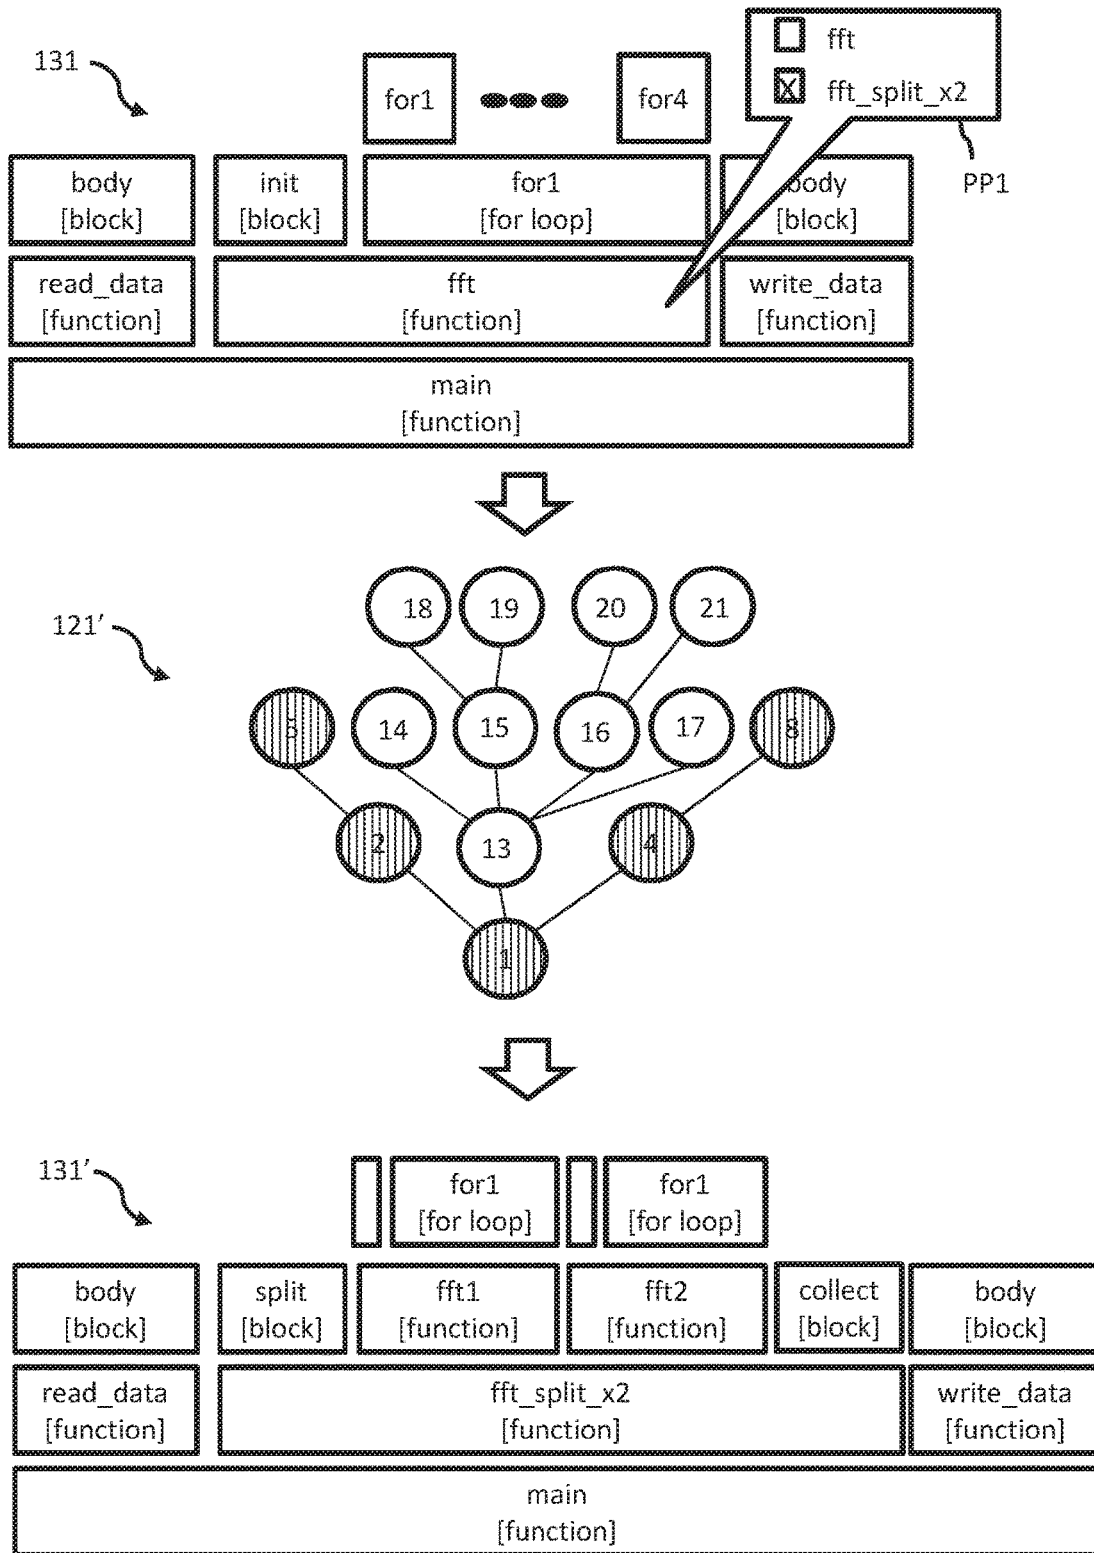 fft
131
for1
for4
X fft_split_x2
body
[block]
init
[block]
for1
[for loop]
body
[block]
PP1
read_data
[function]
fft
[function]
write_data
[function]
main
[function]
18
19
20
21
121'
5
14
15
16
17
8
2
13
4
1
131'
for1
[for loop]
for1
[for loop]
body
[block]
split
[block]
fft1
[function]
fft2
[function]
collect
[block]
body
[block]
read_data
[function]
fft_split_x2
[function]
write_data
[function]
main
[function]